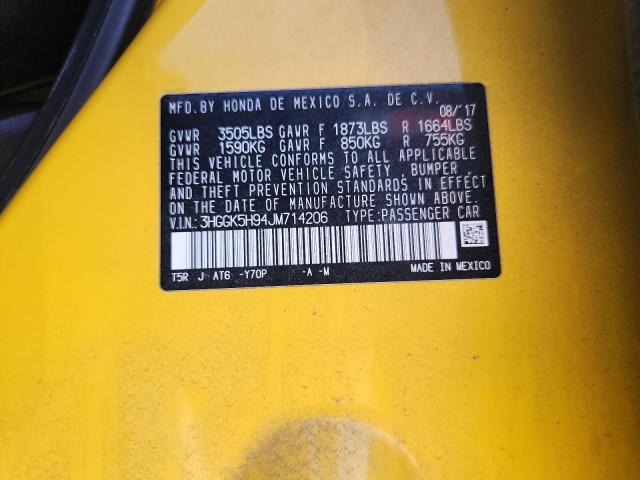 MFD. BY HONDA DE MEXICO S.A. DE C.V.
08/'17
GVWR 3505LBS GAWR F 1873LBS R 1664LBS
GVWR 1590KG GAWR F 850KG R 755KG
THIS VEHICLE CONFORMS TO ALL APPLICABLE
FEDERAL MOTOR VEHICLE SAFETY, BUMPER,
AND THEFT PREVENTION STANDARDS IN EFFECT
ON THE DATE OF MANUFACTURE SHOWN ABOVE.
V.I.N.: 3HGGK5H94JM714206 TYPE:PASSENGER CAR
T5R J AT6 -Y70P -A -M MADE IN MEXICO